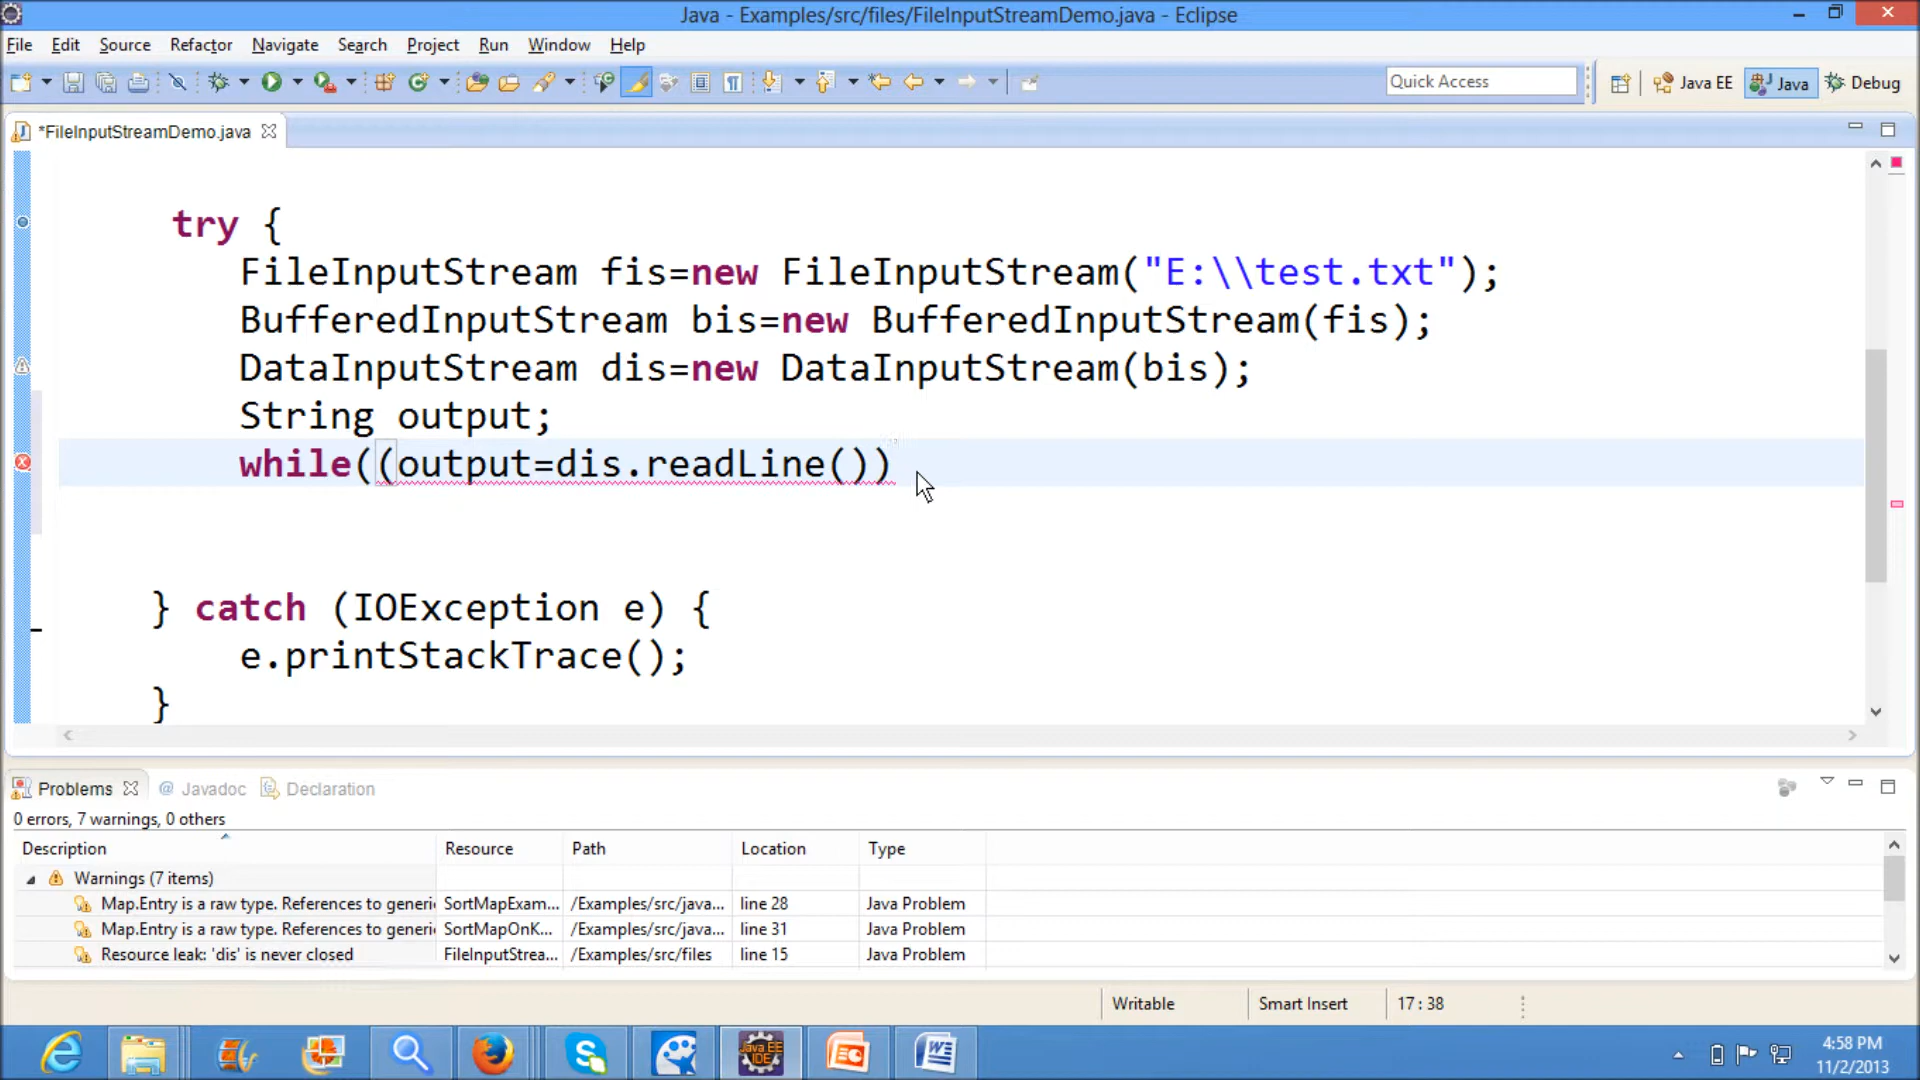 Java - Examples/src/files/FileInputStreamDemo.java - Eclipse
File Edit Source Refactor Navigate Search Project Run Window Help
Quick Access Java EE Java Debug
*FileInputStreamDemo.java
try {
FileInputStream fis=new FileInputStream("E:\\test.txt");
BufferedInputStream bis=new BufferedInputStream(fis);
DataInputStream dis=new DataInputStream(bis);
String output;
while((output=dis.readLine())
} catch (IOException e) {
e.printStackTrace();
}
Problems @ Javadoc Declaration
0 errors, 7 warnings, 0 others
Description Resource Path Location Type
Warnings (7 items)
Map.Entry is a raw type. References to generic SortMapExam... /Examples/src/java... line 28 Java Problem
Map.Entry is a raw type. References to generic SortMapOnK... /Examples/src/java... line 31 Java Problem
Resource leak: 'dis' is never closed FileInputStrea... /Examples/src/files line 15 Java Problem
Writable Smart Insert 17 : 38
Java EE
IDE
4:58 PM
11/2/2013